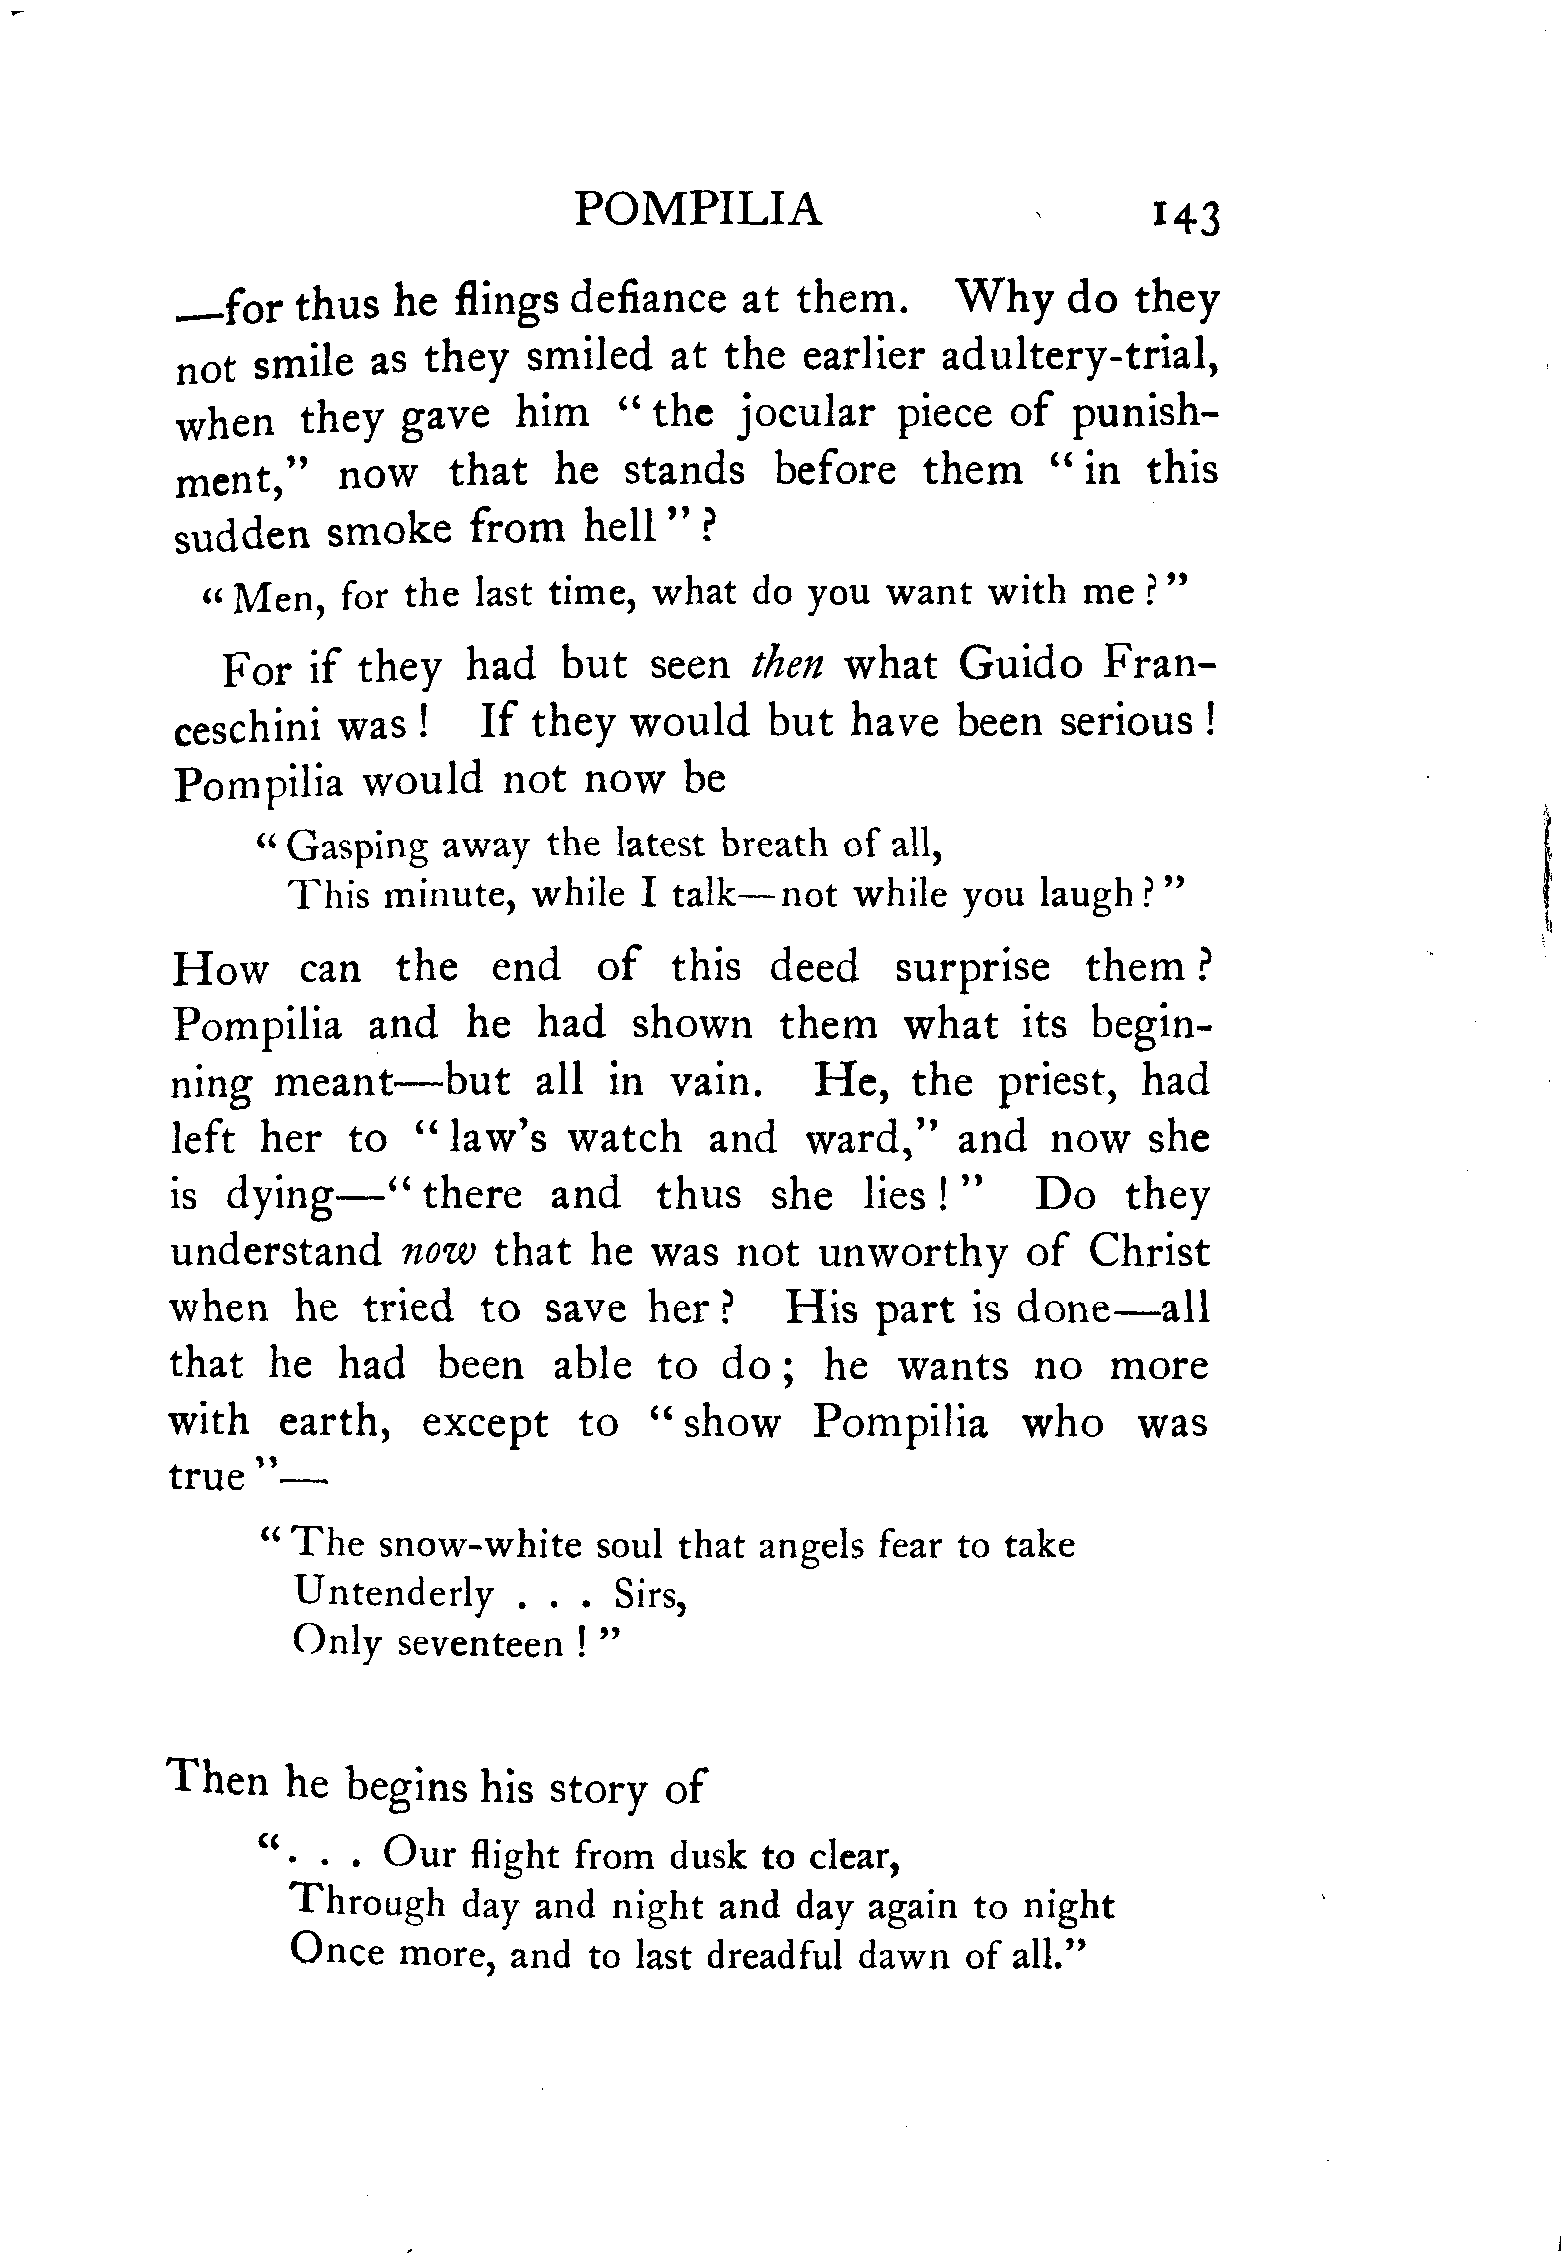 POMPILIA 143
—for thus he flings defiance at them. Why do they
not smile as they smiled at the earlier adultery-trial,
when they gave him “the jocular piece of punish-
ment,” now that he stands before them “in this
sudden smoke from hell”?
“Men, for the last time, what do you want with me?”
For if they had but seen then what Guido Fran-
ceschini was! If they would but have been serious!
Pompilia would not now be
“Gasping away the latest breath of all,
This minute, while I talk—not while you laugh?”
How can the end of this deed surprise them?
Pompilia and he had shown them what its begin-
ning meant—but all in vain. He, the priest, had
left her to “law’s watch and ward,” and now she
is dying—“there and thus she lies!” Do they
understand now that he was not unworthy of Christ
when he tried to save her? His part is done—all
that he had been able to do; he wants no more
with earth, except to “show Pompilia who was
true”—
“The snow-white soul that angels fear to take
Untenderly . . . Sirs,
Only seventeen!”
Then he begins his story of
“. . . Our flight from dusk to clear,
Through day and night and day again to night
Once more, and to last dreadful dawn of all.”